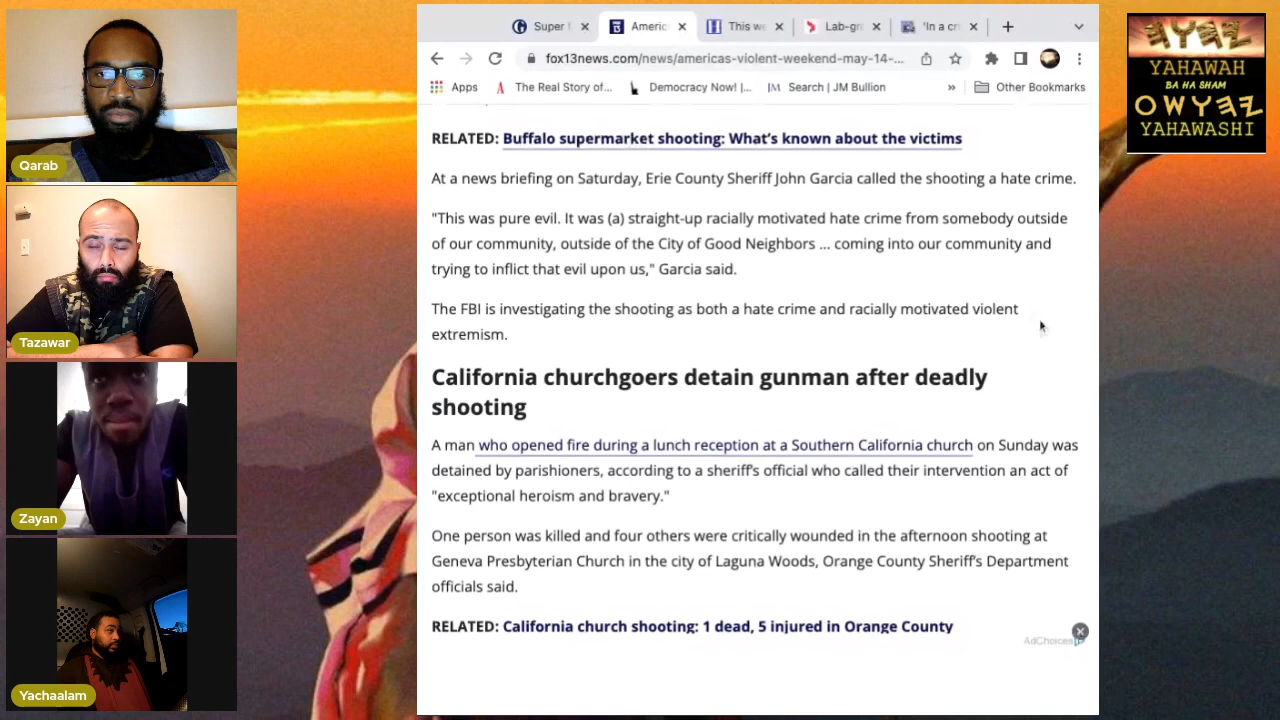 Qarab
Tazawar
Zayan
Yachaalam
Super
Americ
This we
Lab-gro
'In a cr
fox13news.com/news/americas-violent-weekend-may-14-...
Apps
The Real Story of...
Democracy Now! |...
Search | JM Bullion
»
Other Bookmarks
RELATED: Buffalo supermarket shooting: What's known about the victims
At a news briefing on Saturday, Erie County Sheriff John Garcia called the shooting a hate crime.
"This was pure evil. It was (a) straight-up racially motivated hate crime from somebody outside
of our community, outside of the City of Good Neighbors ... coming into our community and
trying to inflict that evil upon us," Garcia said.
The FBI is investigating the shooting as both a hate crime and racially motivated violent
extremism.
California churchgoers detain gunman after deadly
shooting
A man who opened fire during a lunch reception at a Southern California church on Sunday was
detained by parishioners, according to a sheriff's official who called their intervention an act of
"exceptional heroism and bravery."
One person was killed and four others were critically wounded in the afternoon shooting at
Geneva Presbyterian Church in the city of Laguna Woods, Orange County Sheriff's Department
officials said.
RELATED: California church shooting: 1 dead, 5 injured in Orange County
AdChoices
YAHAWAH
BA HA SHAM
YAHAWASHI